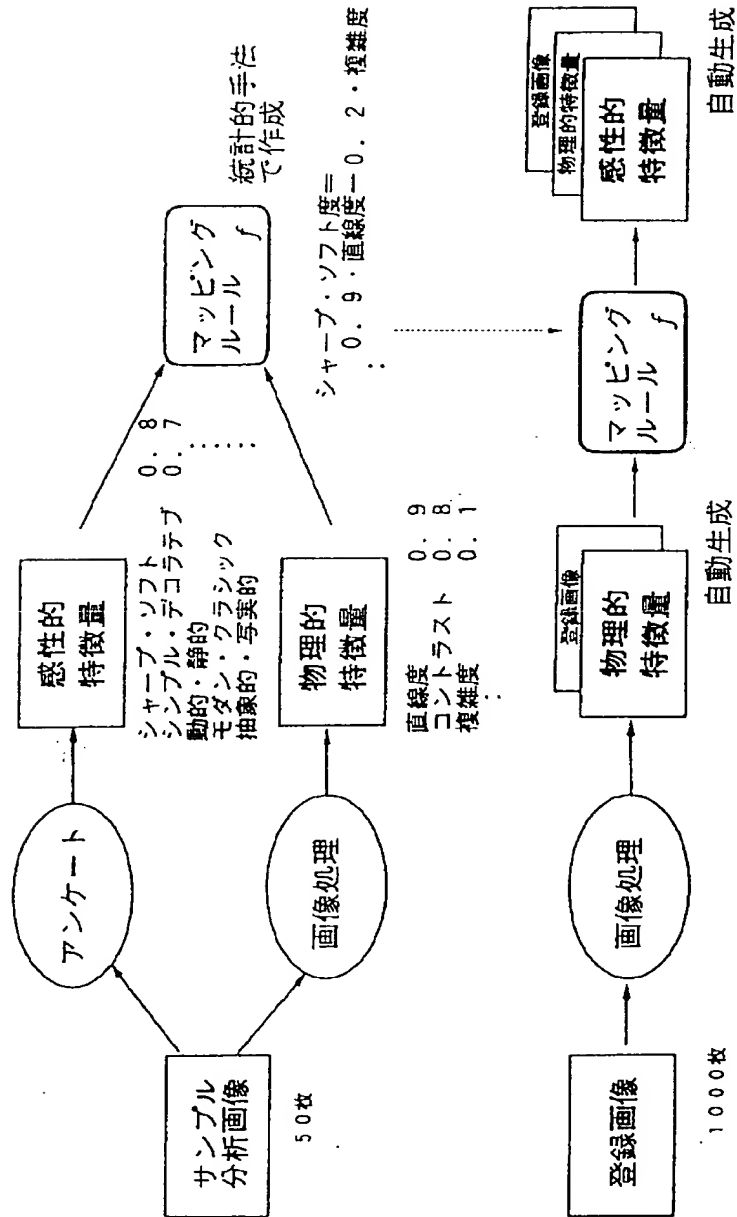 サンプル
分析画像
50枚
アンケート
画像処理
感性的
特徴量
シャープ・ソフト 0.8
シンプル・デコラテブ 0.7
動的・静的 :
モダン・クラシック :
抽象的・写実的 :
物理的
特徴量
直線度 0.9
コントラスト 0.8
複雑度 0.1
:
マッピング
ルール f
統計的手法
で作成
シャープ・ソフト度=
0.9・直線度−0.2・複雑度
:
登録画像
1000枚
画像処理
登録画像
物理的
特徴量
自動生成
マッピング
ルール f
登録画像
物理的特徴量
感性的
特徴量
自動生成